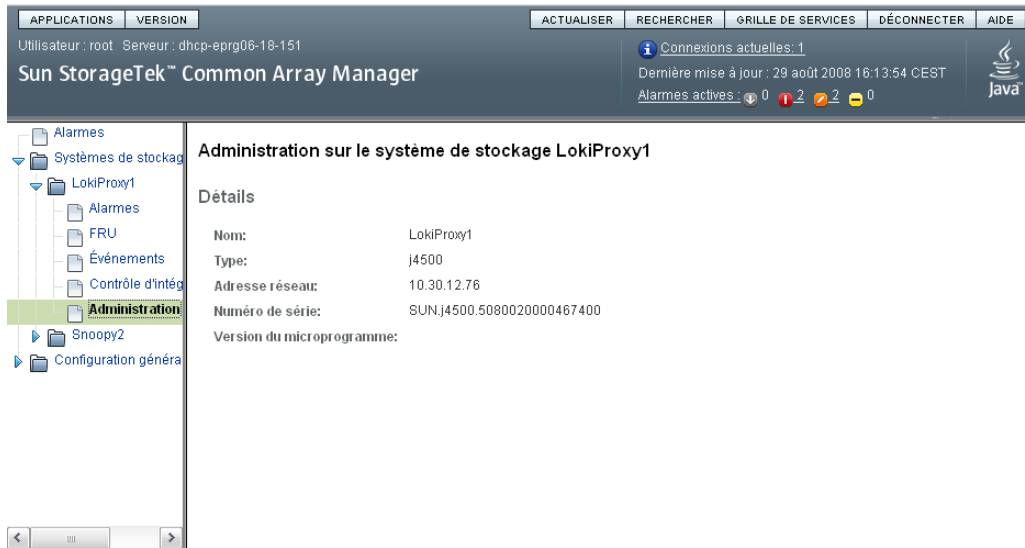 APPLICATIONS VERSION ACTUALISER RECHERCHER GRILLE DE SERVICES DÉCONNECTER AIDE
Utilisateur : root Serveur : dhcp-eprg06-18-151
Sun StorageTek™ Common Array Manager
Connexions actuelles: 1
Dernière mise à jour : 29 août 2008 16:13:54 CEST
Alarmes actives : 0 2 2 0
Java™
Alarmes
Systèmes de stockag
LokiProxy1
Alarmes
FRU
Événements
Contrôle d'intég
Administration
Snoopy2
Configuration généra
Administration sur le système de stockage LokiProxy1
Détails
Nom: LokiProxy1
Type: j4500
Adresse réseau: 10.30.12.76
Numéro de série: SUN.j4500.5080020000467400
Version du microprogramme: